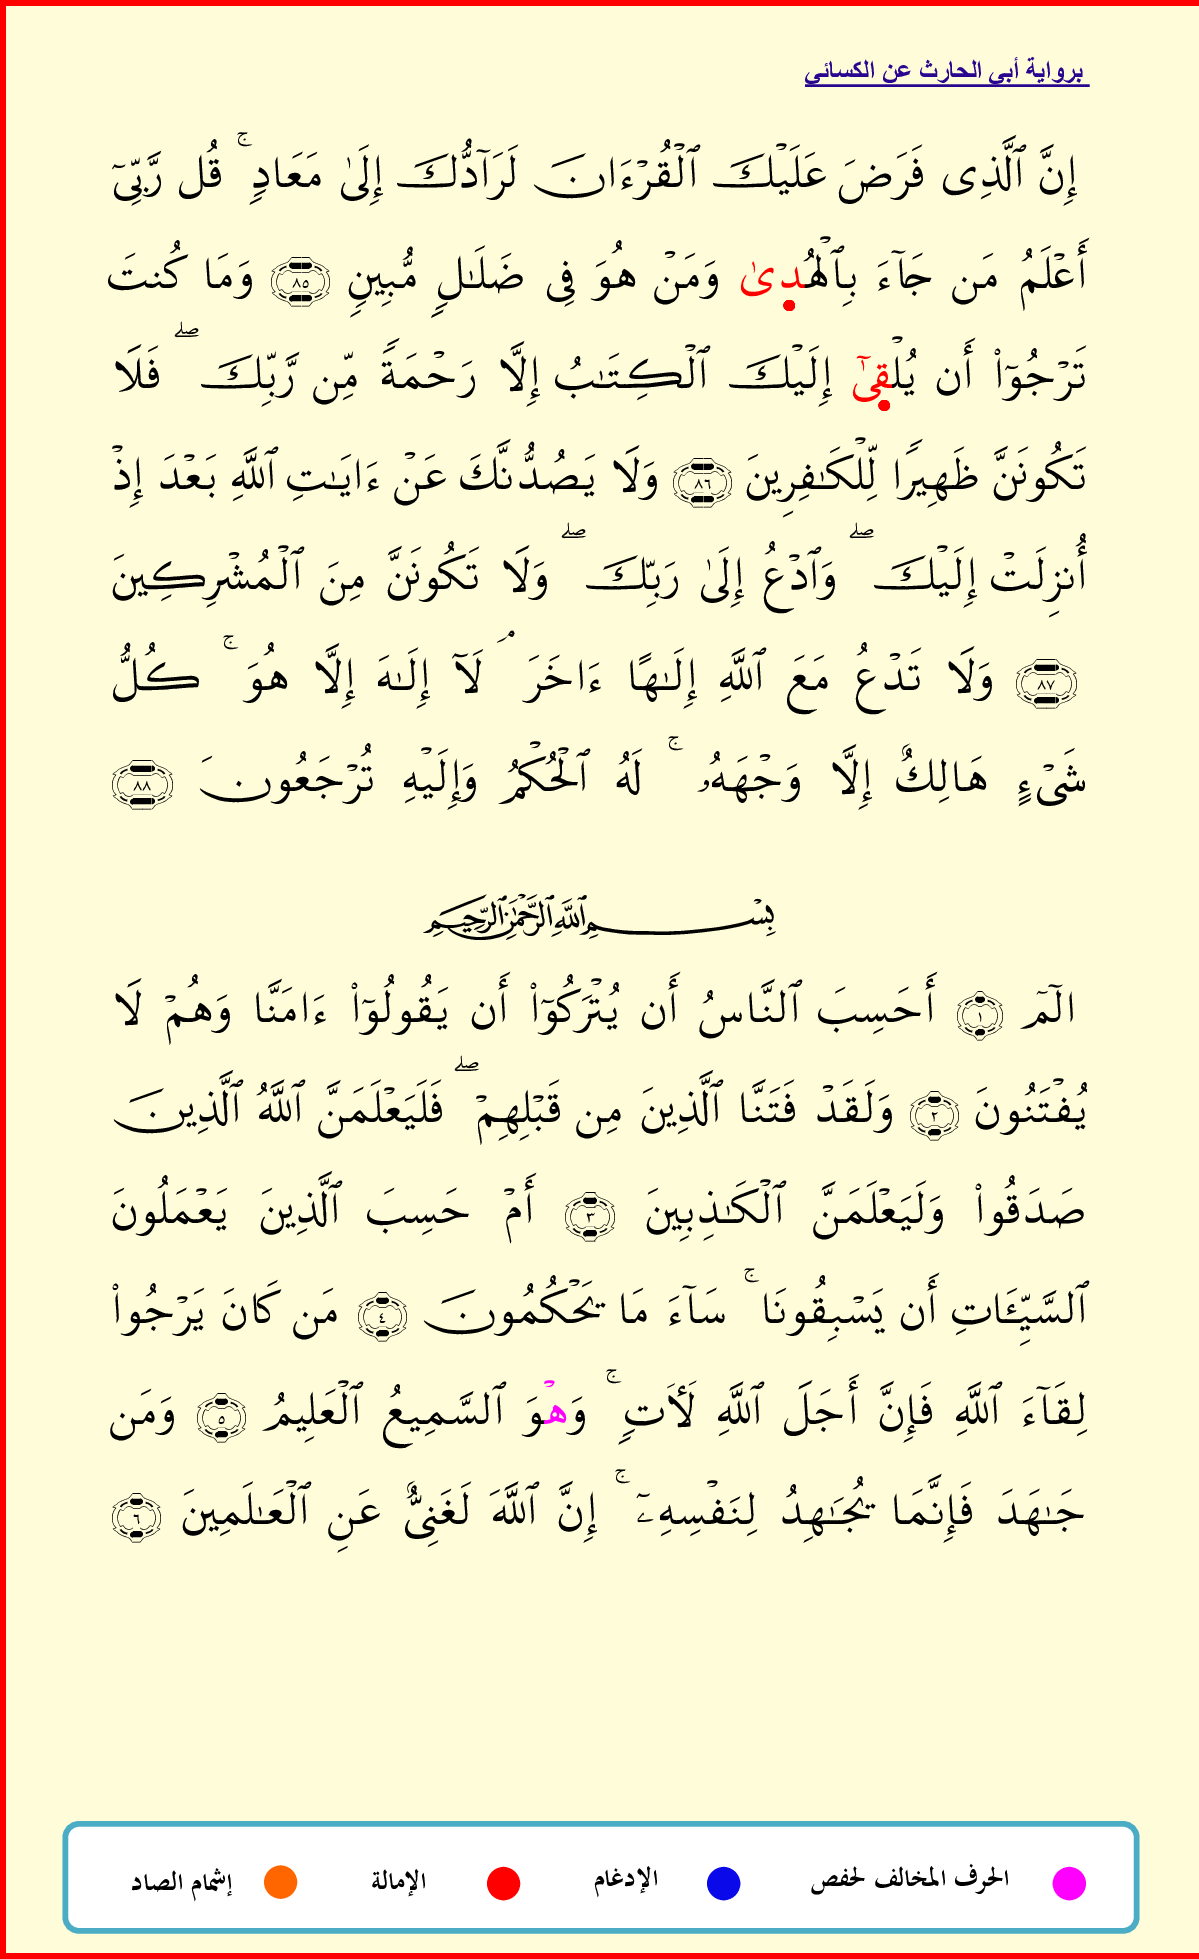 برواية أبي الحارث عن الكسائي
إِنَّ ٱلَّذِى فَرَضَ عَلَيْكَ ٱلْقُرْءَانَ لَرَآدُّكَ إِلَىٰ مَعَادٍ ۚ قُل رَّبِّىٓ
أَعْلَمُ مَن جَآءَ بِٱلْهُدِىٰ وَمَنْ هُوَ فِى ضَلَـٰلٍ مُّبِينٍ ٨٥ وَمَا كُنتَ
تَرْجُوٓا۟ أَن يُلْقِىٰٓ إِلَيْكَ ٱلْكِتَـٰبُ إِلَّا رَحْمَةً مِّن رَّبِّكَ ۖ فَلَا
تَكُونَنَّ ظَهِيرًا لِّلْكَـٰفِرِينَ ٨٦ وَلَا يَصُدُّنَّكَ عَنْ ءَايَـٰتِ ٱللَّهِ بَعْدَ إِذْ
أُنزِلَتْ إِلَيْكَ ۖ وَٱدْعُ إِلَىٰ رَبِّكَ ۖ وَلَا تَكُونَنَّ مِنَ ٱلْمُشْرِكِينَ
٨٧ وَلَا تَدْعُ مَعَ ٱللَّهِ إِلَـٰهًا ءَاخَرَ ۘ لَآ إِلَـٰهَ إِلَّا هُوَ ۚ كُلُّ
شَىْءٍ هَالِكٌ إِلَّا وَجْهَهُۥ ۚ لَهُ ٱلْحُكْمُ وَإِلَيْهِ تُرْجَعُونَ ٨٨
بِسْمِ ٱللَّهِ ٱلرَّحْمَـٰنِ ٱلرَّحِيمِ
الٓمٓ ١ أَحَسِبَ ٱلنَّاسُ أَن يُتْرَكُوٓا۟ أَن يَقُولُوٓا۟ ءَامَنَّا وَهُمْ لَا
يُفْتَنُونَ ٢ وَلَقَدْ فَتَنَّا ٱلَّذِينَ مِن قَبْلِهِمْ ۖ فَلَيَعْلَمَنَّ ٱللَّهُ ٱلَّذِينَ
صَدَقُوا۟ وَلَيَعْلَمَنَّ ٱلْكَـٰذِبِينَ ٣ أَمْ حَسِبَ ٱلَّذِينَ يَعْمَلُونَ
ٱلسَّيِّـَٔاتِ أَن يَسْبِقُونَا ۚ سَآءَ مَا يَحْكُمُونَ ٤ مَن كَانَ يَرْجُوا۟
لِقَآءَ ٱللَّهِ فَإِنَّ أَجَلَ ٱللَّهِ لَـَٔاتٍ ۚ وَهْوَ ٱلسَّمِيعُ ٱلْعَلِيمُ ٥ وَمَن
جَـٰهَدَ فَإِنَّمَا يُجَـٰهِدُ لِنَفْسِهِۦٓ ۚ إِنَّ ٱللَّهَ لَغَنِىٌّ عَنِ ٱلْعَـٰلَمِينَ ٦
الحرف المخالف لحفص الإدغام الإمالة إشمام الصاد